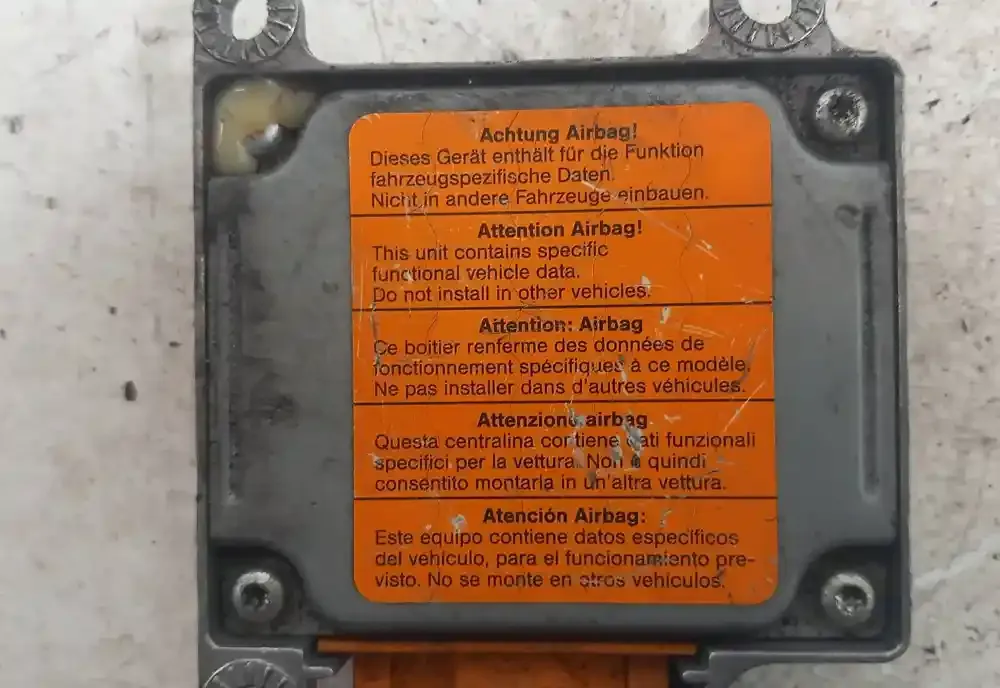 Achtung Airbag!
Dieses Gerät enthält für die Funktion
fahrzeugspezifische Daten.
Nicht in andere Fahrzeuge einbauen.
Attention Airbag!
This unit contains specific
functional vehicle data.
Do not install in other vehicles.
Attention: Airbag
Ce boitier renferme des données de
fonctionnement spécifiques à ce modèle.
Ne pas installer dans d'autres véhicules.
Attenzione airbag
Questa centralina contiene dati funzionali
specifici per la vettura. Non è quindi
consentito montarla in un'altra vettura.
Atención Airbag:
Este equipo contiene datos específicos
del vehículo, para el funcionamiento pre-
visto. No se monte en otros vehículos.